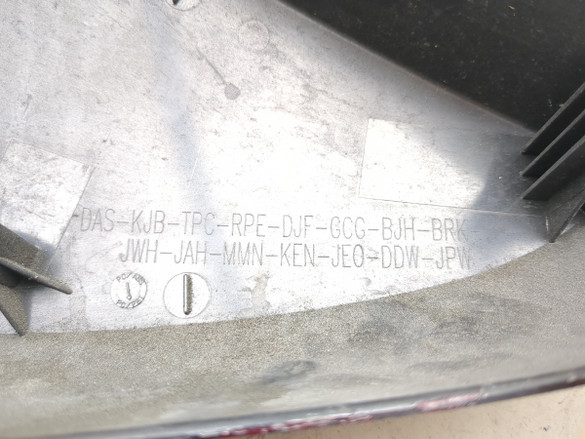 -DAS-KJB-TPC-RPE-DJF-GCG-BJH-BRK-
JWH-JAH-MMN-KEN-JEO-DDW-JPW